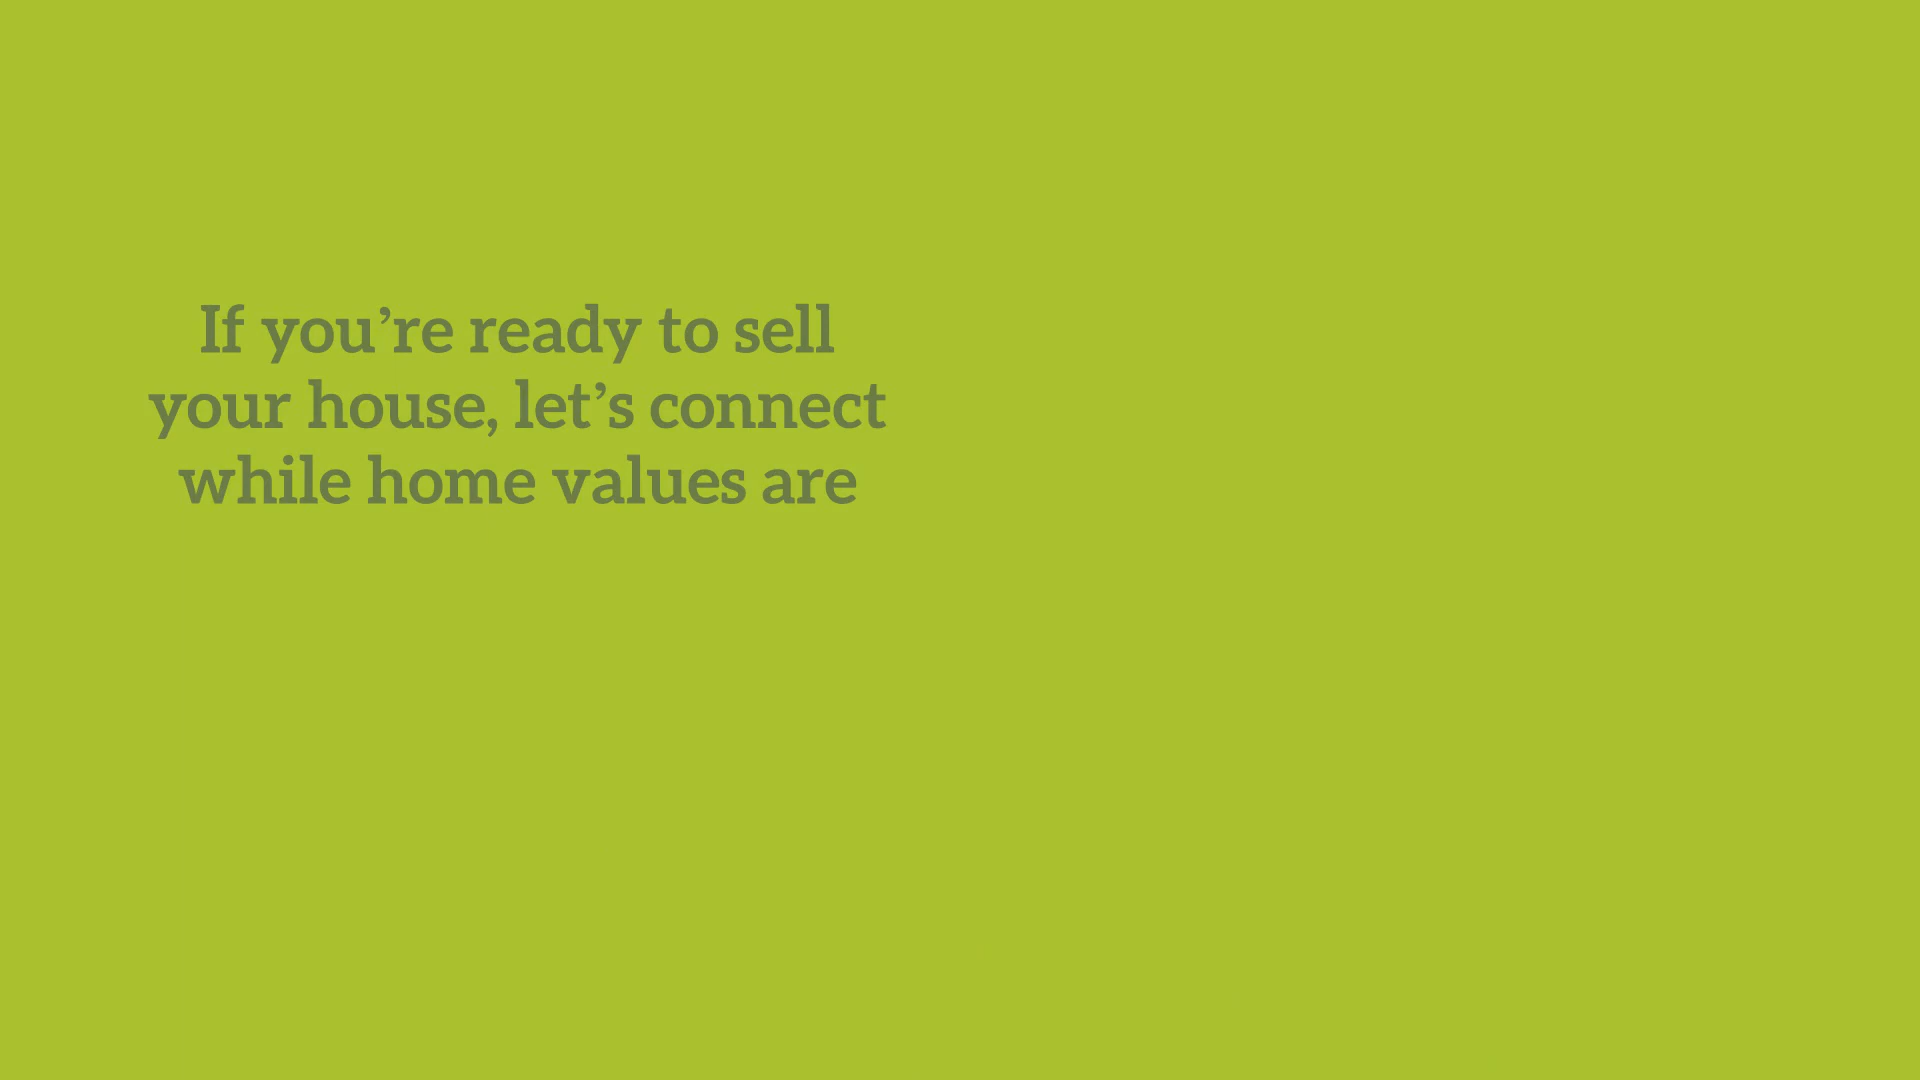 If you’re ready to sell
your house, let’s connect
while home values are